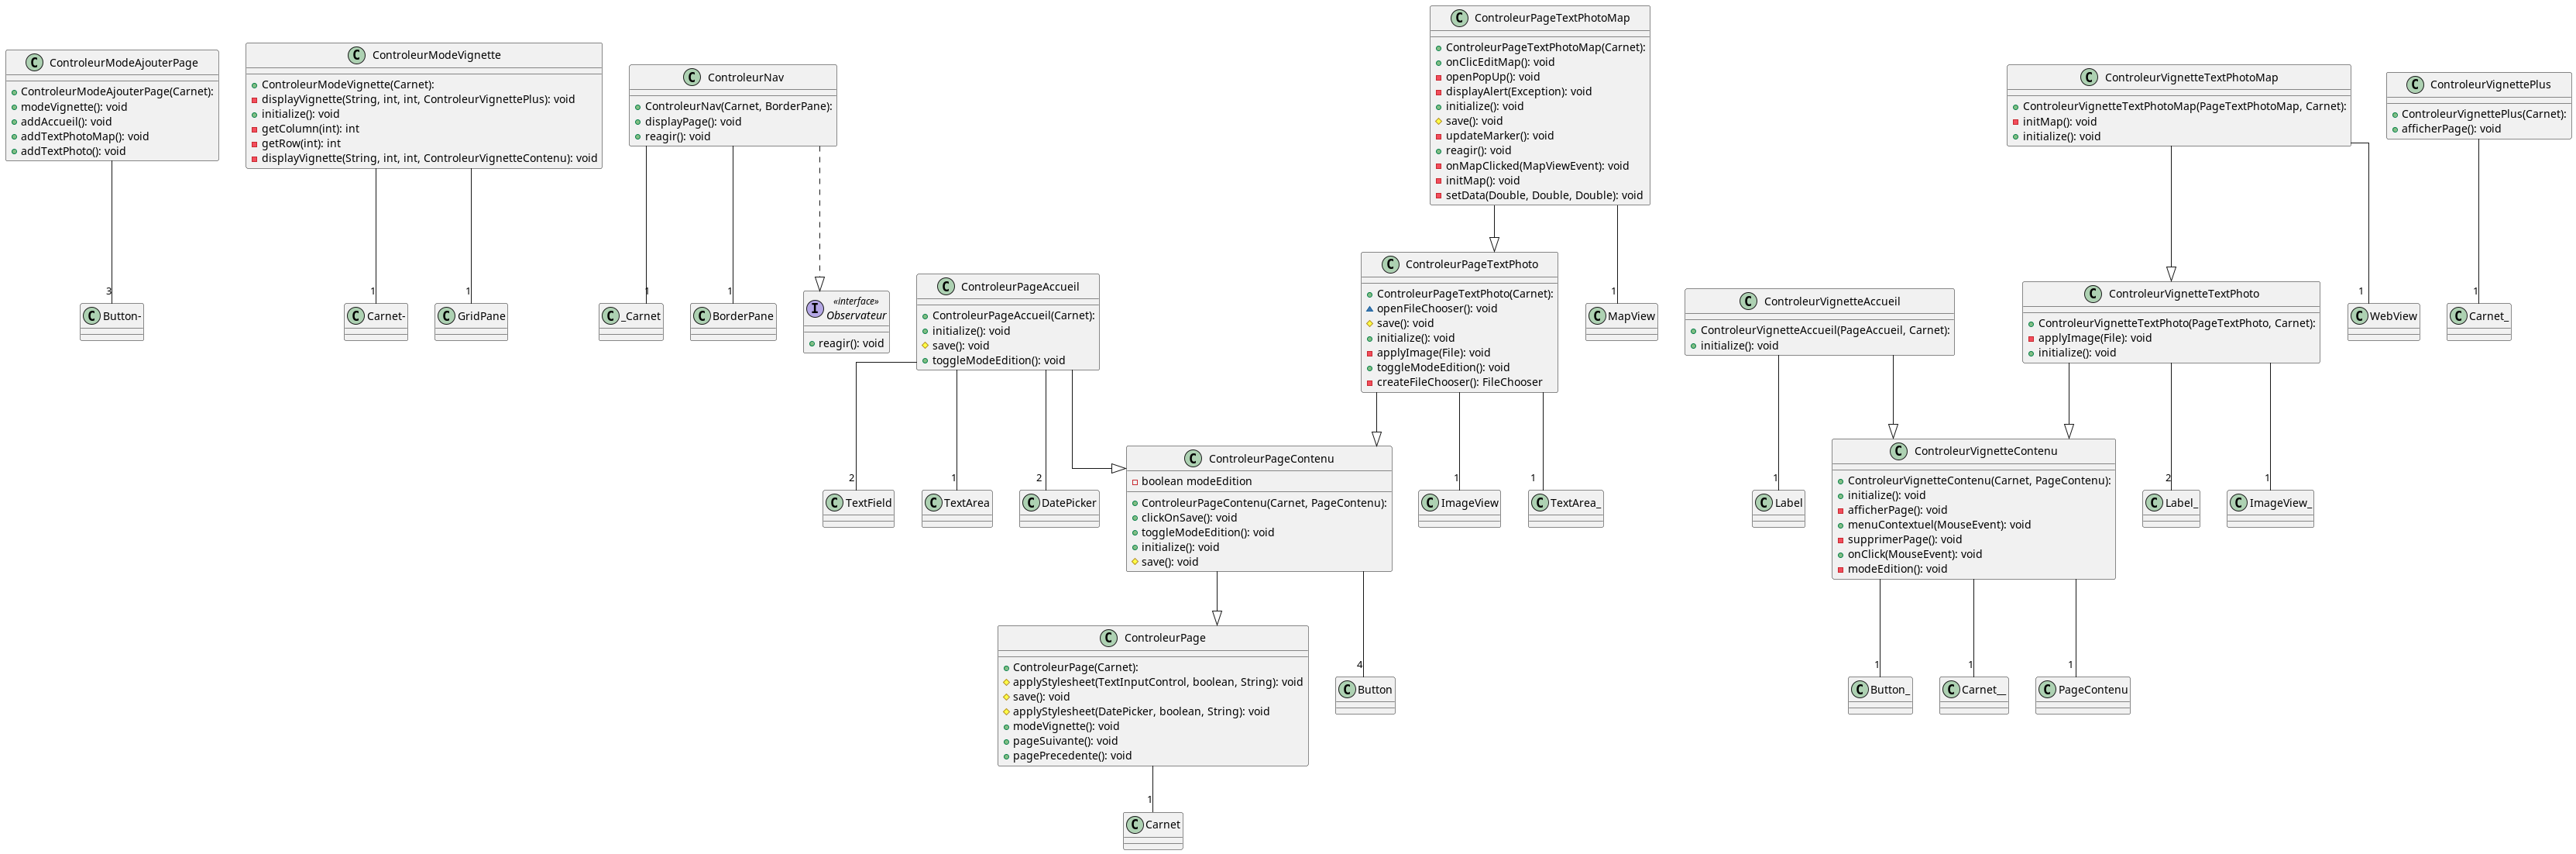 C ControleurModeAjouterPage
ControleurModeAjouterPage(Carnet):
modeVignette(): void
addAccueil(): void
addTextPhotoMap(): void
addTextPhoto(): void
3
C Button-
C ControleurModeVignette
ControleurModeVignette(Carnet):
displayVignette(String, int, int, ControleurVignettePlus): void
initialize(): void
getColumn(int): int
getRow(int): int
displayVignette(String, int, int, ControleurVignetteContenu): void
1
C Carnet-
1
C GridPane
C ControleurNav
ControleurNav(Carnet, BorderPane):
displayPage(): void
reagir(): void
1
C _Carnet
1
C BorderPane
I «interface»
Observateur
reagir(): void
C ControleurPageAccueil
ControleurPageAccueil(Carnet):
initialize(): void
save(): void
toggleModeEdition(): void
2
C TextField
1
C TextArea
2
C DatePicker
C ControleurPageTextPhotoMap
ControleurPageTextPhotoMap(Carnet):
onClicEditMap(): void
openPopUp(): void
displayAlert(Exception): void
initialize(): void
save(): void
updateMarker(): void
reagir(): void
onMapClicked(MapViewEvent): void
initMap(): void
setData(Double, Double, Double): void
1
C MapView
C ControleurPageTextPhoto
ControleurPageTextPhoto(Carnet):
openFileChooser(): void
save(): void
initialize(): void
applyImage(File): void
toggleModeEdition(): void
createFileChooser(): FileChooser
1
C ImageView
1
C TextArea_
C ControleurPageContenu
boolean modeEdition
ControleurPageContenu(Carnet, PageContenu):
clickOnSave(): void
toggleModeEdition(): void
initialize(): void
save(): void
4
C Button
C ControleurPage
ControleurPage(Carnet):
applyStylesheet(TextInputControl, boolean, String): void
save(): void
applyStylesheet(DatePicker, boolean, String): void
modeVignette(): void
pageSuivante(): void
pagePrecedente(): void
1
C Carnet
C ControleurVignetteAccueil
ControleurVignetteAccueil(PageAccueil, Carnet):
initialize(): void
1
C Label
C ControleurVignetteTextPhotoMap
ControleurVignetteTextPhotoMap(PageTextPhotoMap, Carnet):
initMap(): void
initialize(): void
1
C WebView
C ControleurVignetteTextPhoto
ControleurVignetteTextPhoto(PageTextPhoto, Carnet):
applyImage(File): void
initialize(): void
2
C Label_
1
C ImageView_
C ControleurVignetteContenu
ControleurVignetteContenu(Carnet, PageContenu):
initialize(): void
afficherPage(): void
menuContextuel(MouseEvent): void
supprimerPage(): void
onClick(MouseEvent): void
modeEdition(): void
1
C Button_
1
C Carnet__
1
C PageContenu
C ControleurVignettePlus
ControleurVignettePlus(Carnet):
afficherPage(): void
1
C Carnet_